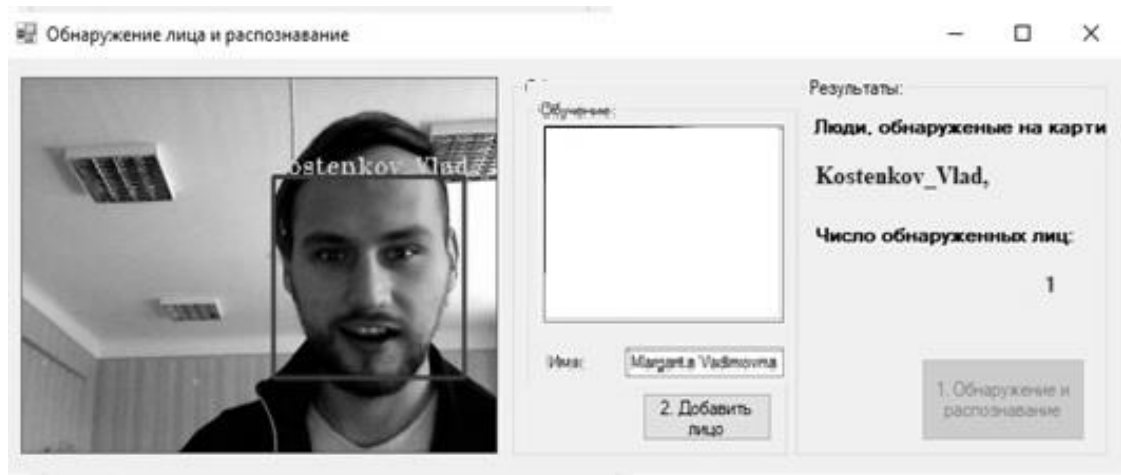 Обнаружение лица и распознавание
ostenkov_Vlad,
Обучение:
Имя:
Margarita Vadimovna
2. Добавить
лицо
Результаты:
Люди, обнаруженые на карти
Kostenkov_Vlad,
Число обнаруженных лиц:
1
1. Обнаружение и
распознавание